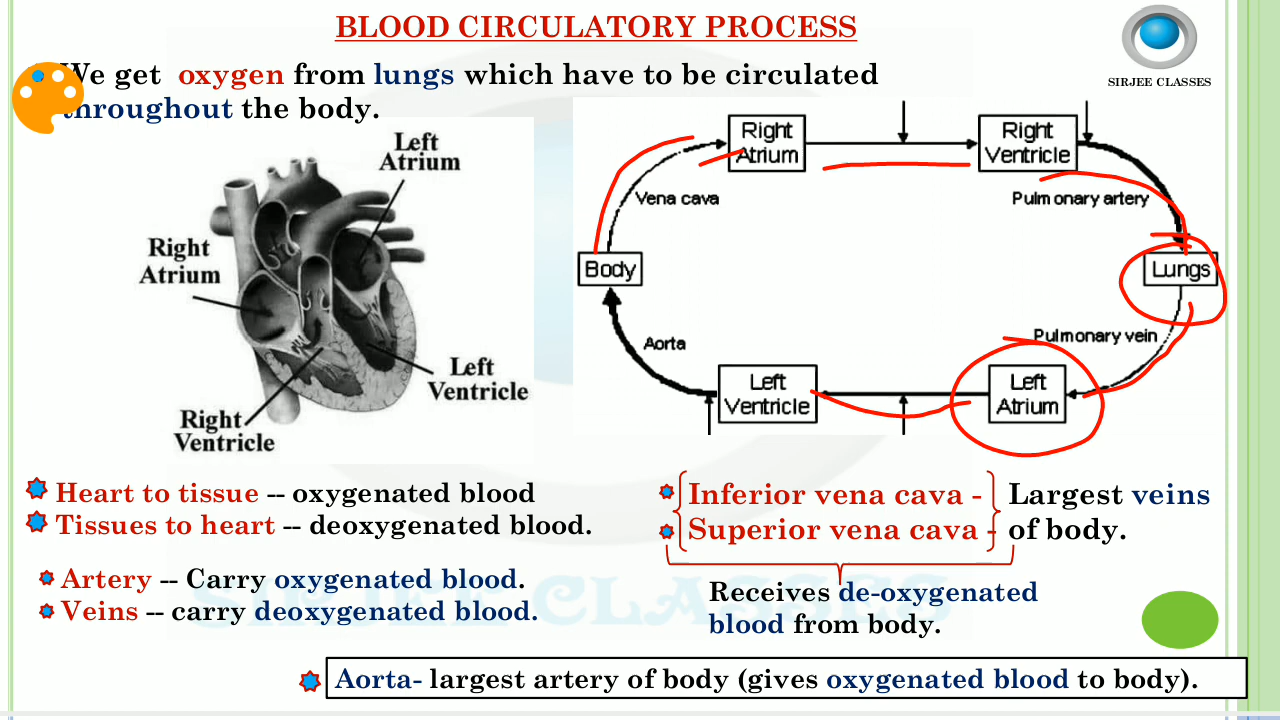 BLOOD CIRCULATORY PROCESS
SIRJEE CLASSES
We get oxygen from lungs which have to be circulated
throughout the body.
Left
Atrium
Right
Atrium
Left
Ventricle
Right
Ventricle
Right
Atrium
Right
Ventricle
Vena cava
Pulmonary artery
Body
Lungs
Aorta
Pulmonary vein
Left
Ventricle
Left
Atrium
Heart to tissue -- oxygenated blood
Tissues to heart -- deoxygenated blood.
Artery -- Carry oxygenated blood.
Veins -- carry deoxygenated blood.
Inferior vena cava -
Superior vena cava -
Largest veins
of body.
Receives de-oxygenated
blood from body.
SIRJEE CLASSES
Aorta- largest artery of body (gives oxygenated blood to body).